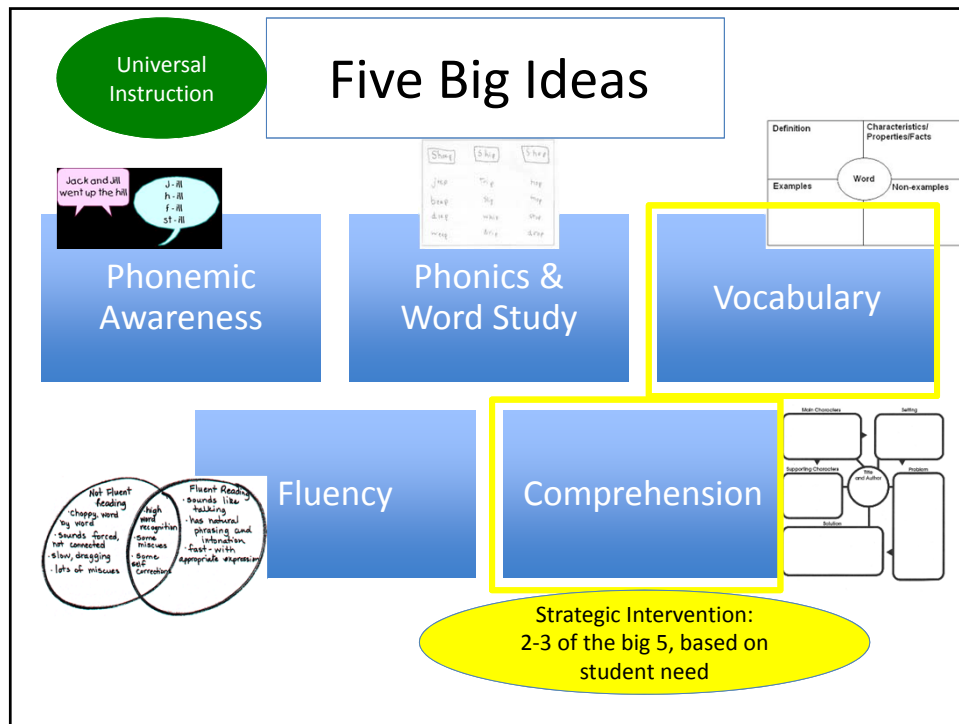 Universal
Instruction
Five Big Ideas
Definition
Characteristics/
Properties/Facts
Word
Examples
Non-examples
Jack and Jill
went up the hill
j - ill
h - ill
f - ill
st - ill
Ship
hop
drip
Phonemic
Awareness
Phonics &
Word Study
Vocabulary
Not Fluent
Reading
· choppy, word
by word
· sounds forced,
not connected
· slow, dragging
· lots of miscues
· high
word
recognition
· some
miscues
· some
self
corrections
Fluent Reading
· sounds like
talking
· has natural
phrasing and
intonation
· fast - with
appropriate expression
Fluency
Comprehension
Main Characters
Setting
Supporting Characters
Title
and Author
Problem
Solution
Strategic Intervention:
2-3 of the big 5, based on
student need